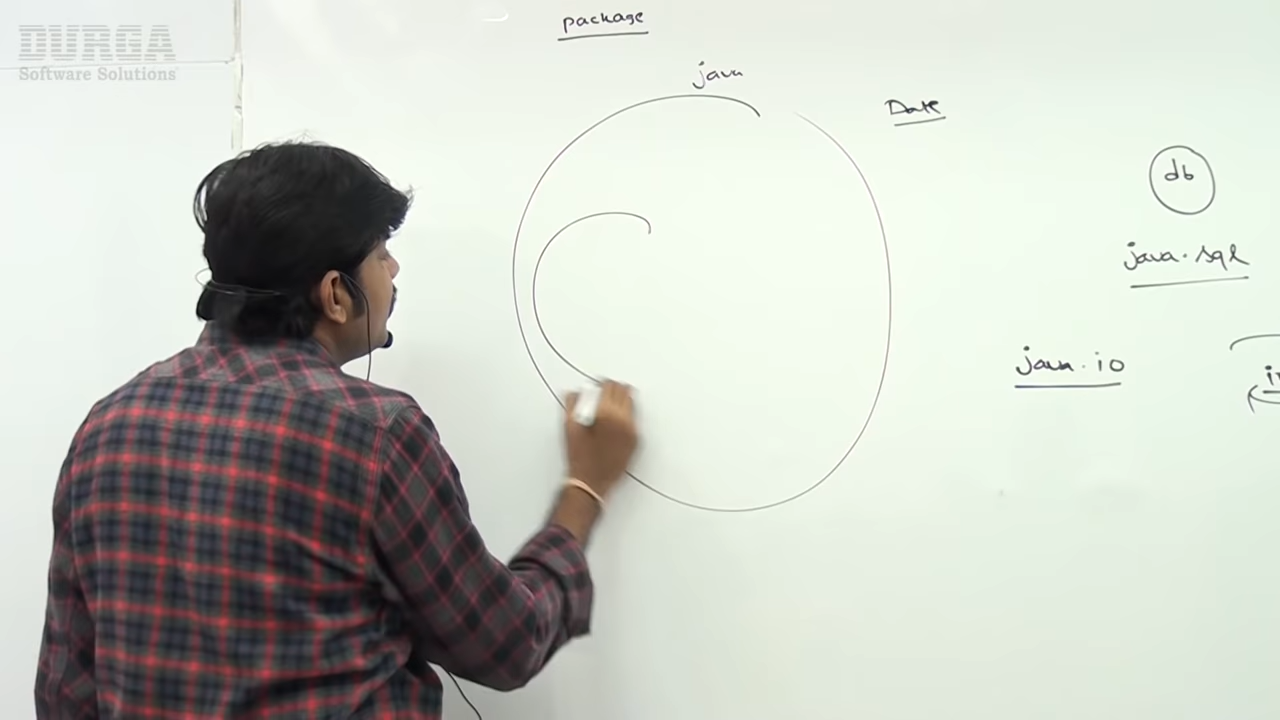 DURGA
Software Solutions
package
java
Date
db
java.sql
java.io